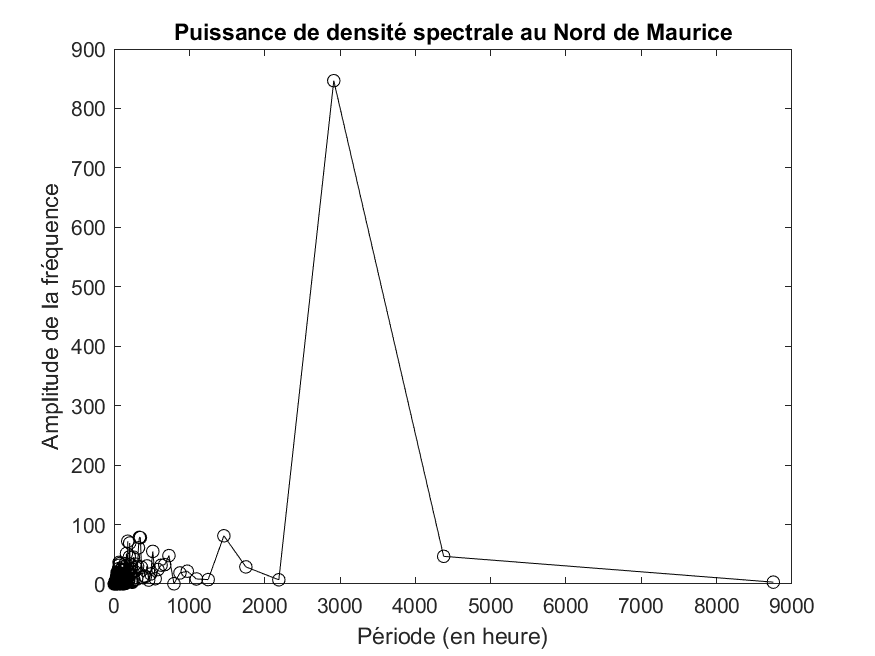 Puissance de densité spectrale au Nord de Maurice
900
800
700
600
500
400
300
200
100
0
Amplitude de la fréquence
0 1000 2000 3000 4000 5000 6000 7000 8000 9000
Période (en heure)